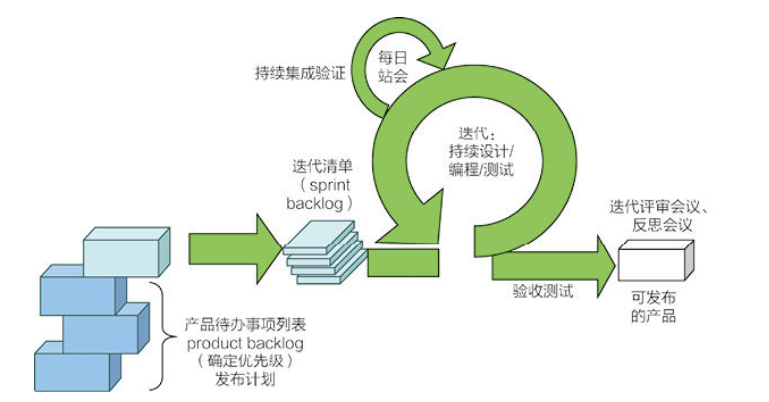 持续集成验证
每日
站会
迭代：
持续设计/
编程/测试
迭代清单
（sprint
backlog）
迭代评审会议、
反思会议
验收测试
可发布
的产品
产品待办事项列表
product backlog
（确定优先级）
发布计划